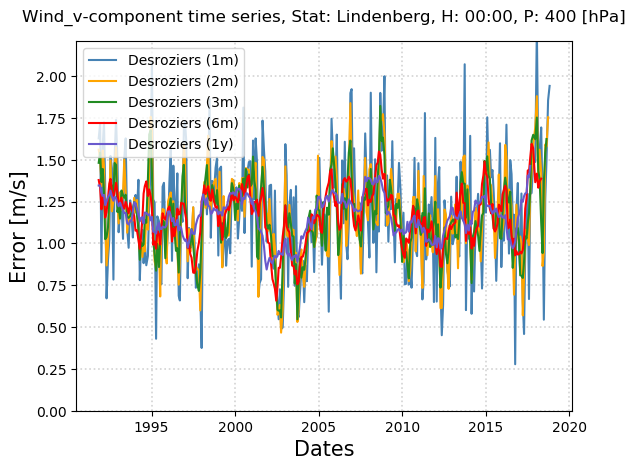 Wind_v-component time series, Stat: Lindenberg, H: 00:00, P: 400 [hPa]
Desroziers (1m)
Desroziers (2m)
Desroziers (3m)
Desroziers (6m)
Desroziers (1y)
Error [m/s]
2.00
1.75
1.50
1.25
1.00
0.75
0.50
0.25
0.00
1995 2000 2005 2010 2015 2020
Dates